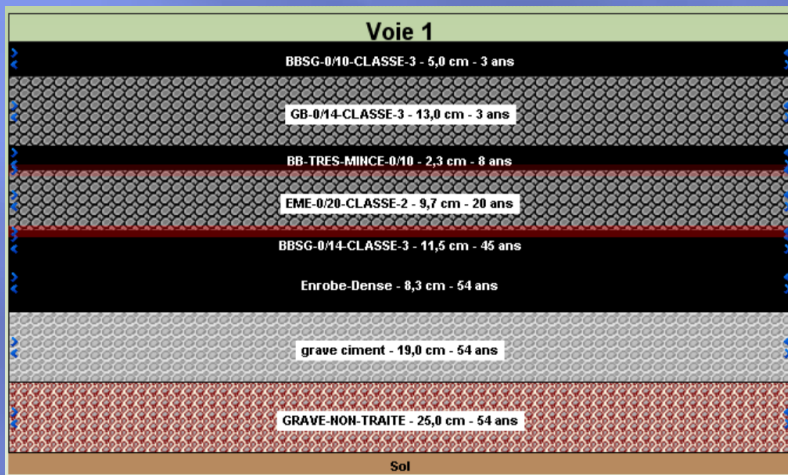 Voie 1
BBSG-0/10-CLASSE-3 - 5,0 cm - 3 ans
GB-0/14-CLASSE-3 - 13,0 cm - 3 ans
BB-TRES-MINCE-0/10 - 2,3 cm - 8 ans
EME-0/20-CLASSE-2 - 9,7 cm - 20 ans
BBSG-0/14-CLASSE-3 - 11,5 cm - 45 ans
Enrobe-Dense - 8,3 cm - 54 ans
grave ciment - 19,0 cm - 54 ans
GRAVE-NON-TRAITE - 25,0 cm - 54 ans
Sol